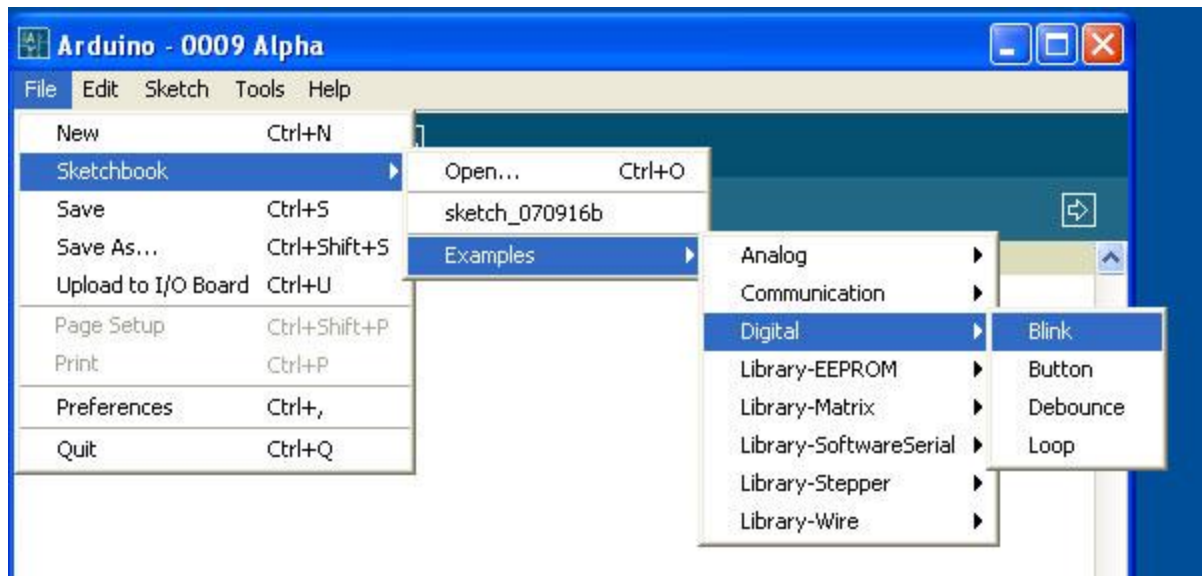 Arduino - 0009 Alpha
File Edit Sketch Tools Help
New Ctrl+N
Sketchbook
Save Ctrl+S
Save As... Ctrl+Shift+S
Upload to I/O Board Ctrl+U
Page Setup Ctrl+Shift+P
Print Ctrl+P
Preferences Ctrl+,
Quit Ctrl+Q
Open... Ctrl+O
sketch_070916b
Examples
Analog
Communication
Digital
Library-EEPROM
Library-Matrix
Library-SoftwareSerial
Library-Stepper
Library-Wire
Blink
Button
Debounce
Loop